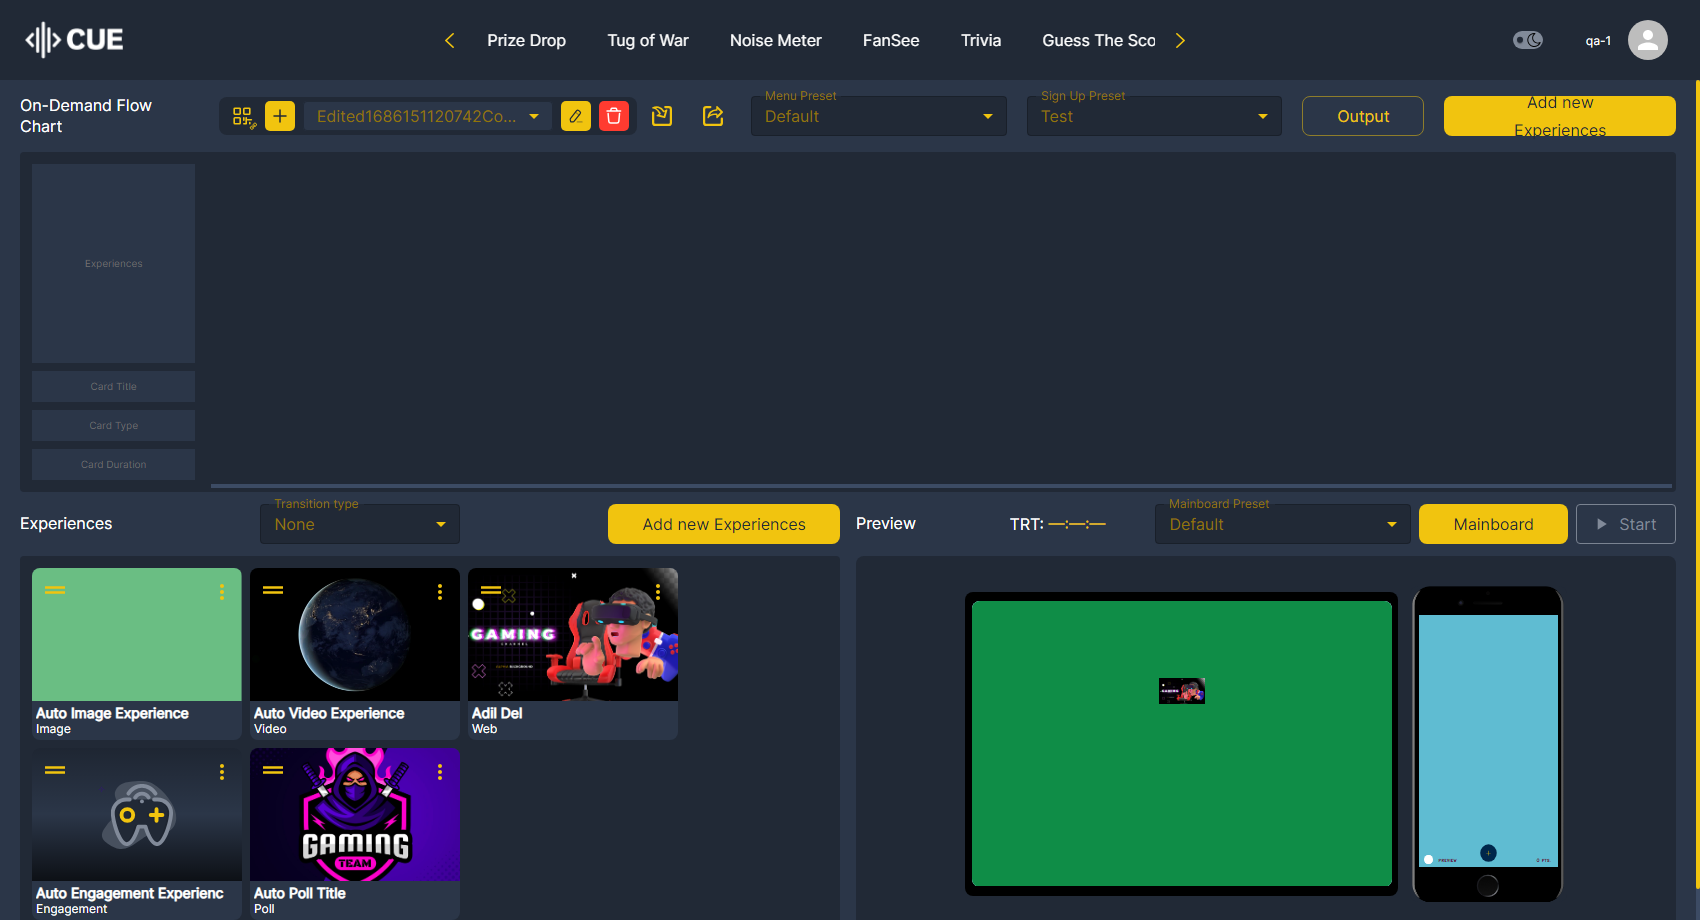 CUE
Prize Drop
Tug of War
Noise Meter
FanSee
Trivia
Guess The Sco
qa-1
On-Demand Flow
Chart
Edited1686151120742Co...
Menu Preset
Default
Sign Up Preset
Test
Output
Add new
Experiences
Experiences
Card Title
Card Type
Card Duration
Experiences
Transition type
None
Add new Experiences
Preview
TRT: —:—:—
Mainboard Preset
Default
Mainboard
Start
GAMING
Auto Image Experience
Image
Auto Video Experience
Video
Adil Del
Web
GAMING
TEAM
Auto Engagement Experienc
Engagement
Auto Poll Title
Poll
PREVIEW
0 PTS